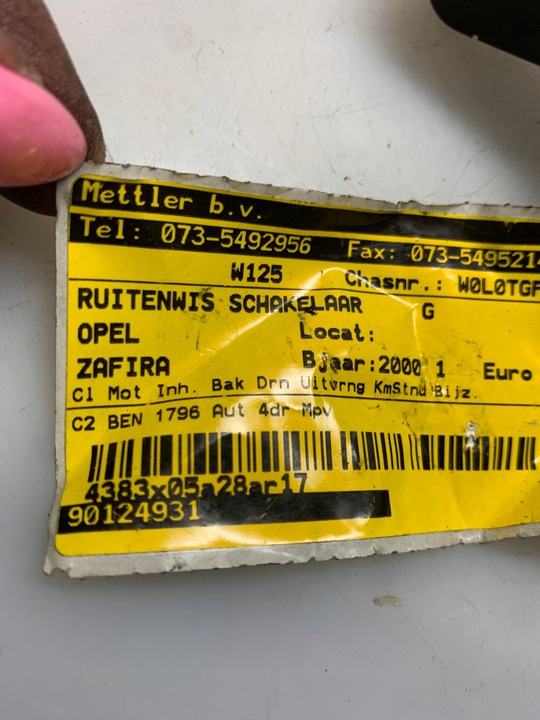 Mettler b.v.
Tel: 073-5492956 Fax: 073-5495214
W125 Chasnr.: W0L0TGF
RUITENWIS SCHAKELAAR G
OPEL Locat:
ZAFIRA Bjaar:2000 1 Euro
Cl Mot Inh. Bak Drn Uitvrng KmStnd Bijz.
C2 BEN 1796 Aut 4dr Mpv
4383x05a28ar17
90124931